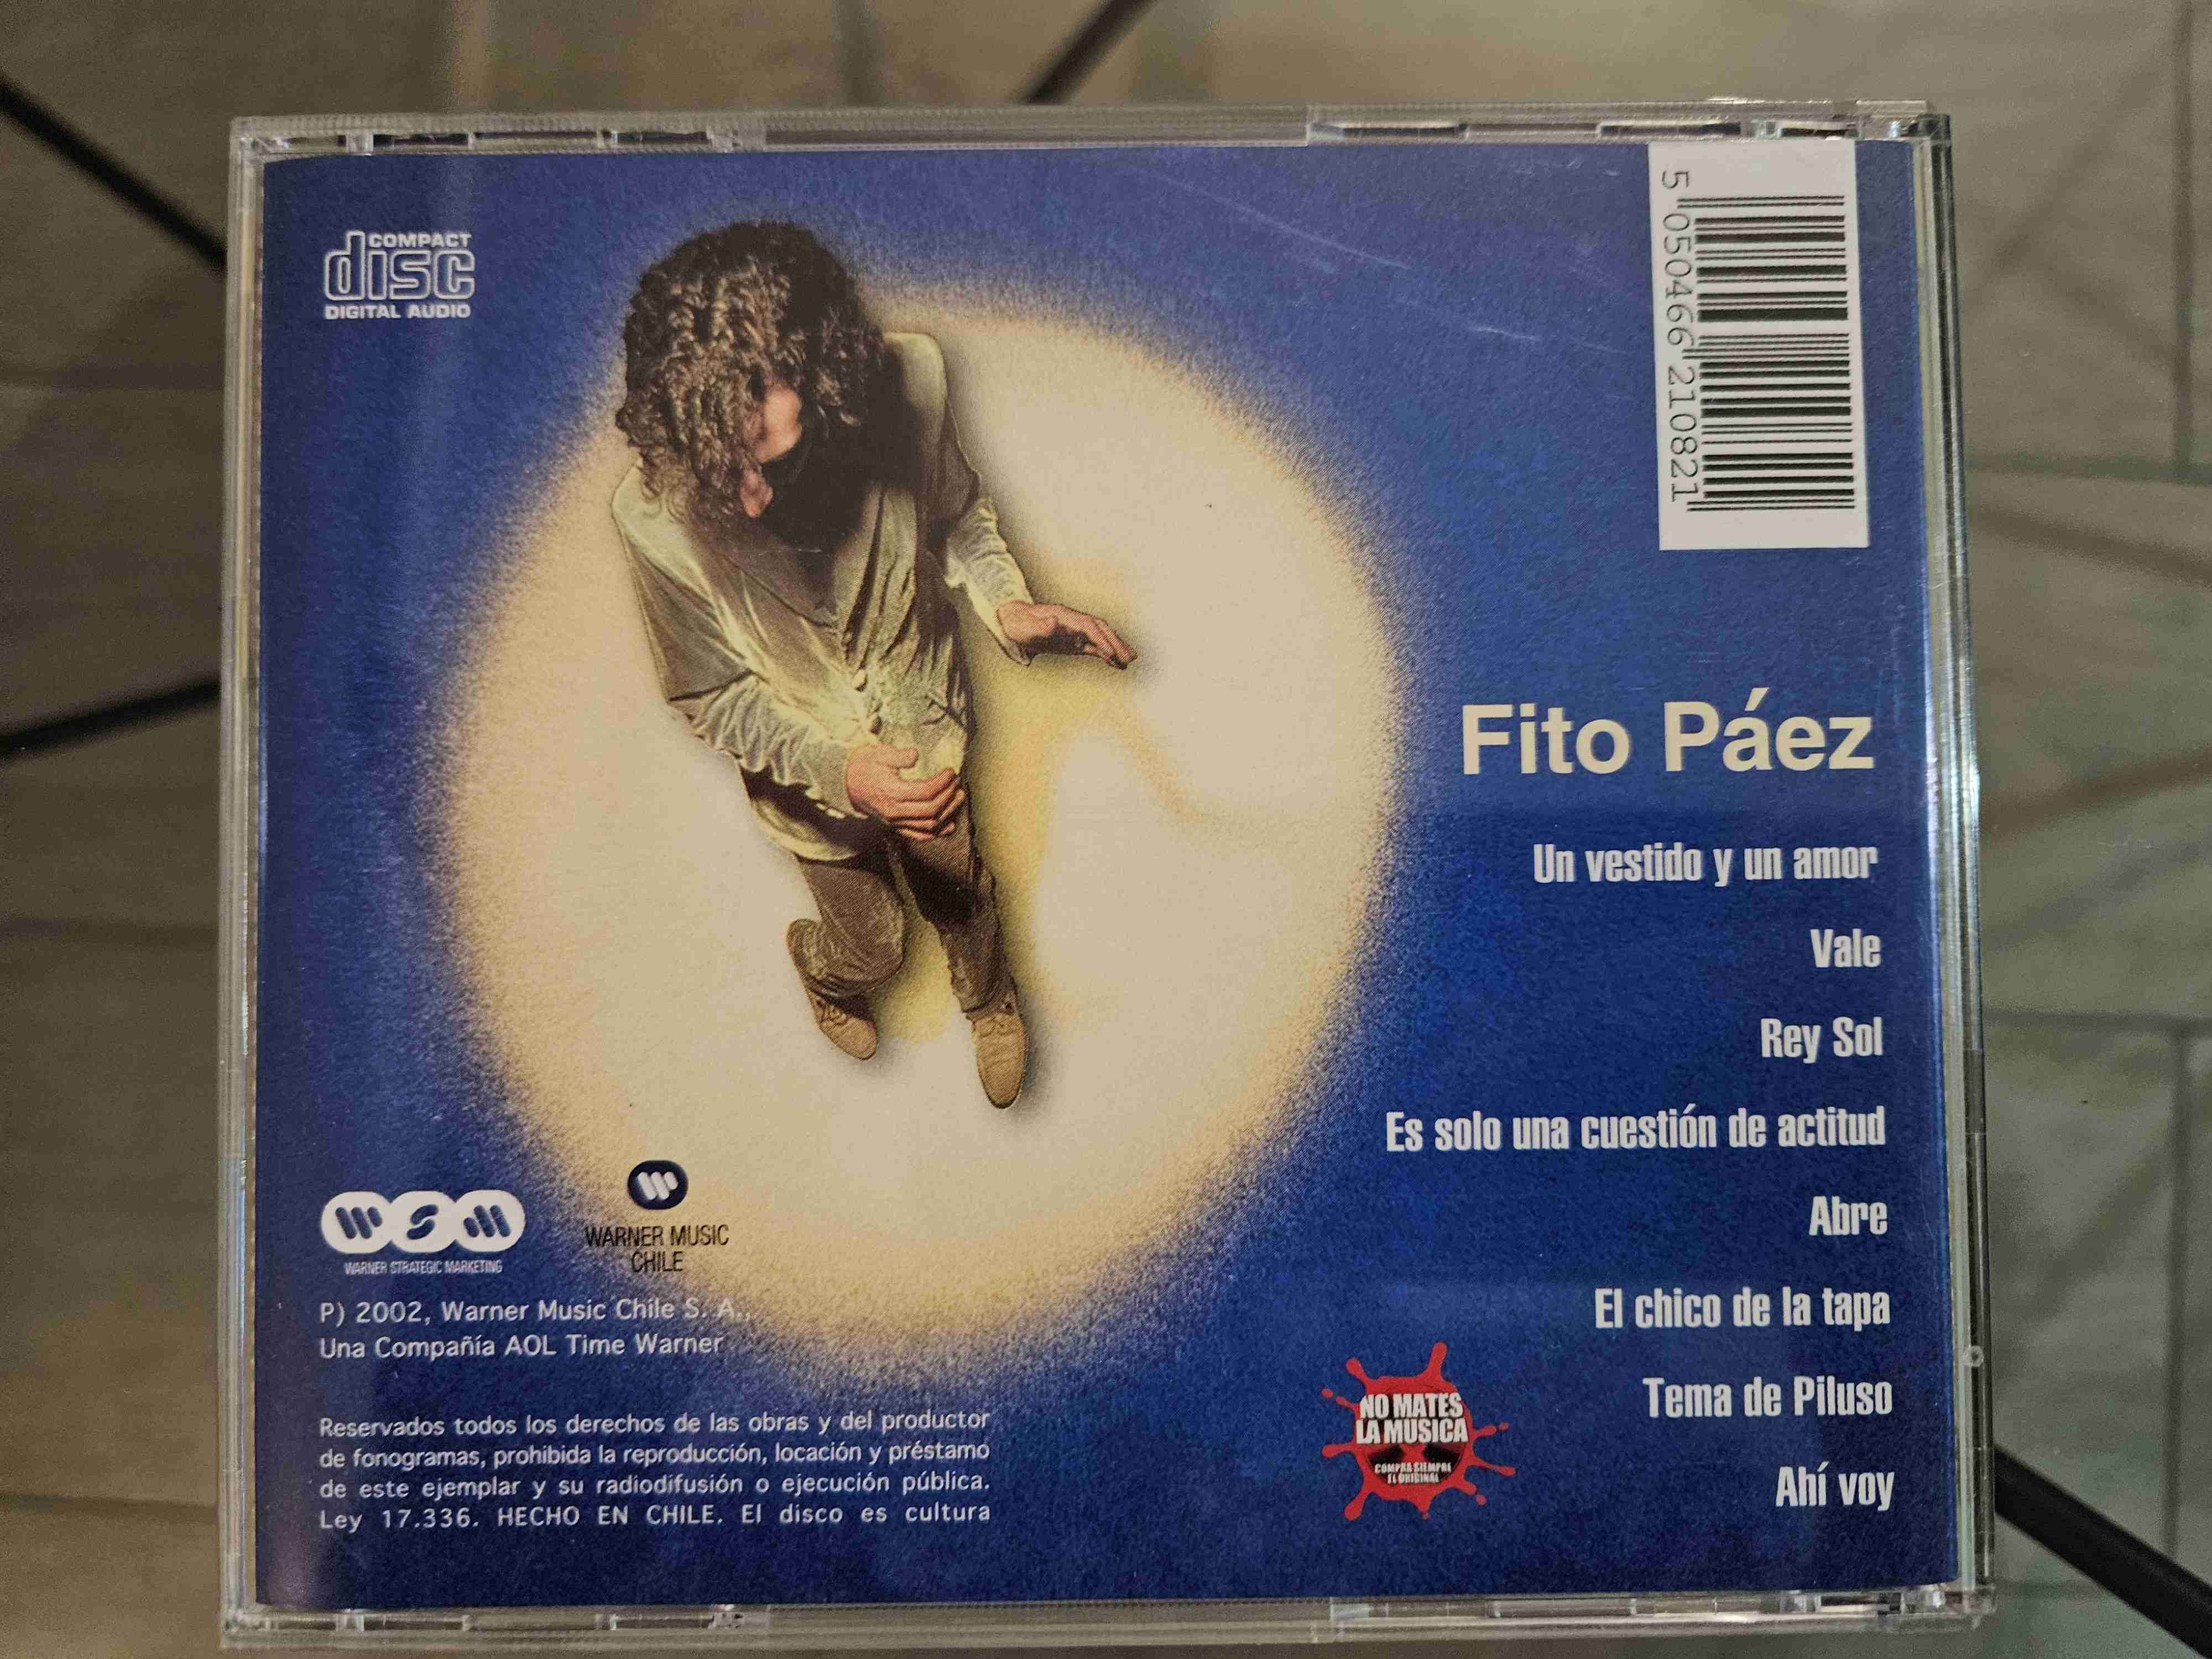 COMPACT
disc
DIGITAL AUDIO
5 050466 210821
Fito Páez
Un vestido y un amor
Vale
Rey Sol
Es solo una cuestión de actitud
Abre
El chico de la tapa
Tema de Piluso
Ahí voy
WSM
WARNER STRATEGIC MARKETING
WARNER MUSIC
CHILE
P) 2002, Warner Music Chile S. A.,
Una Compañía AOL Time Warner
Reservados todos los derechos de las obras y del productor
de fonogramas, prohibida la reproducción, locación y préstamo
de este ejemplar y su radiodifusión o ejecución pública.
Ley 17.336. HECHO EN CHILE. El disco es cultura
NO MATES
LA MUSICA
COMPRA SIEMPRE
EL ORIGINAL